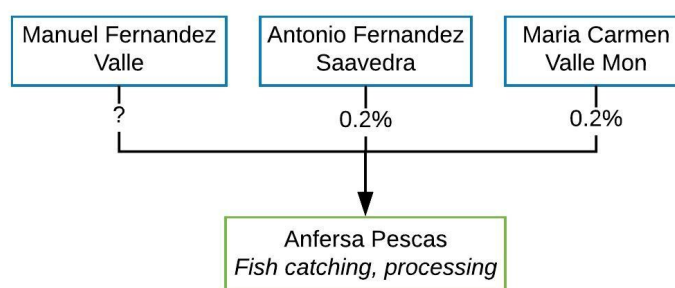 Manuel Fernandez
Valle
Antonio Fernandez
Saavedra
Maria Carmen
Valle Mon
?
0.2%
0.2%
Anfersa Pescas
Fish catching, processing